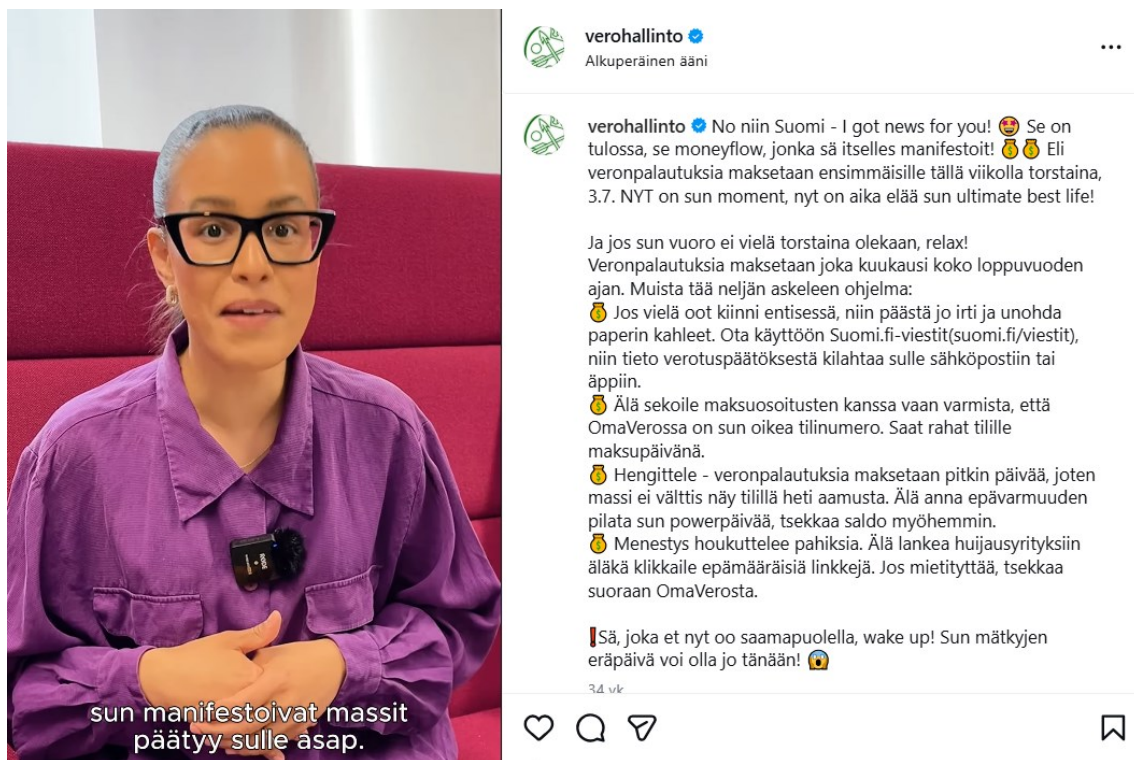 verohallinto
Alkuperäinen ääni
verohallinto No niin Suomi - I got news for you! 🤩 Se on
tulossa, se moneyflow, jonka sä itselles manifestoit! 💰💰 Eli
veronpalautuksia maksetaan ensimmäisille tällä viikolla torstaina,
3.7. NYT on sun moment, nyt on aika elää sun ultimate best life!
Ja jos sun vuoro ei vielä torstaina olekaan, relax!
Veronpalautuksia maksetaan joka kuukausi koko loppuvuoden
ajan. Muista tää neljän askeleen ohjelma:
💰 Jos vielä oot kiinni entisessä, niin päästä jo irti ja unohda
paperin kahleet. Ota käyttöön Suomi.fi-viestit(suomi.fi/viestit),
niin tieto verotuspäätöksestä kilahtaa sulle sähköpostiin tai
äppiin.
💰 Älä sekoile maksuosoitusten kanssa vaan varmista, että
OmaVerossa on sun oikea tilinumero. Saat rahat tilille
maksupäivänä.
💰 Hengittele - veronpalautuksia maksetaan pitkin päivää, joten
massi ei välttis näy tilillä heti aamusta. Älä anna epävarmuuden
pilata sun powerpäivää, tsekkaa saldo myöhemmin.
💰 Menestys houkuttelee pahiksia. Älä lankea huijausyrityksiin
äläkä klikkaile epämääräisiä linkkejä. Jos mietityttää, tsekkaa
suoraan OmaVerosta.
❗Sä, joka et nyt oo saamapuolella, wake up! Sun mätkyjen
eräpäivä voi olla jo tänään! 😱
34 vk
RODE
sun manifestoivat massit
päätyy sulle asap.